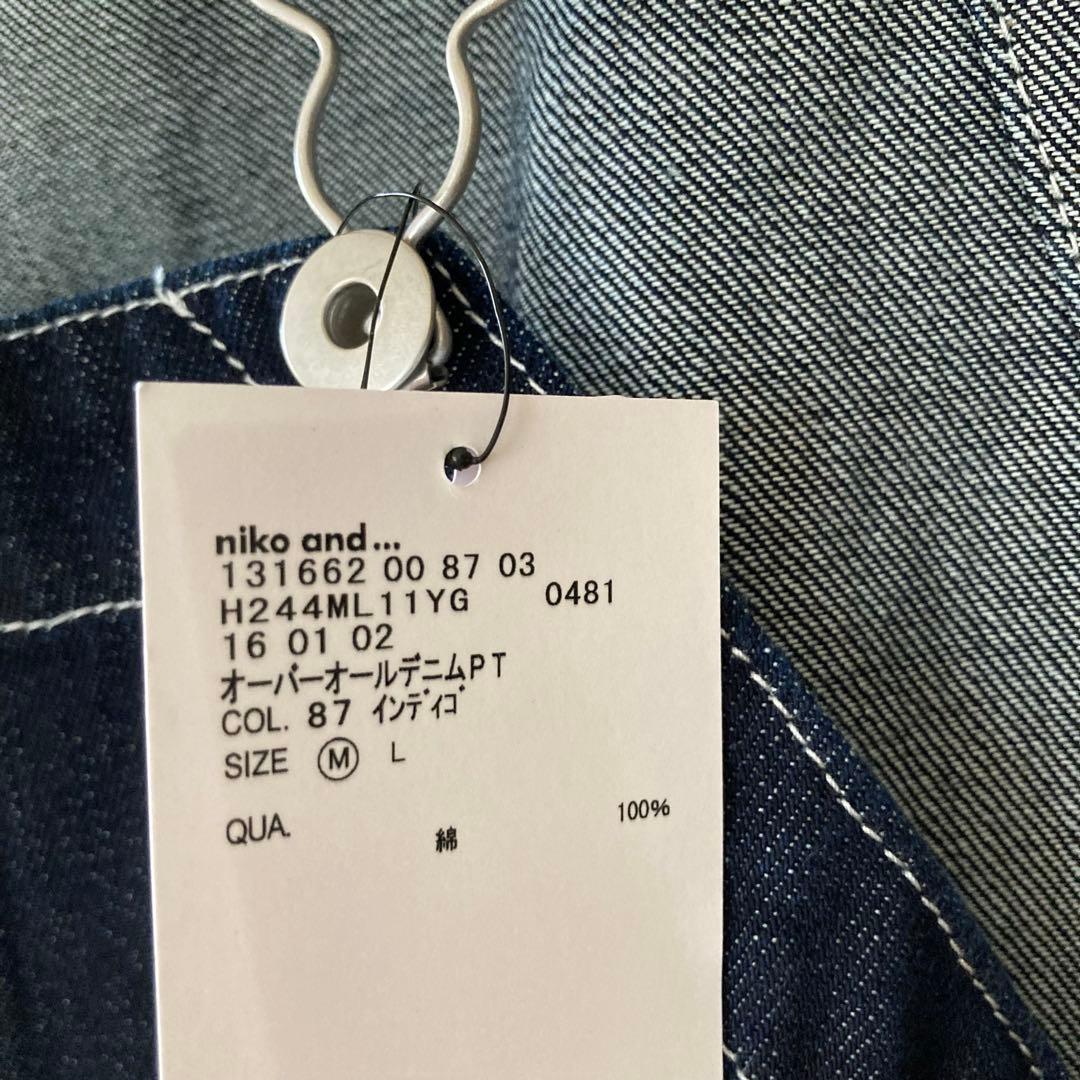 niko and...
131662 00 87 03
H244ML11YG 0481
16 01 02
オーバーオールデニムPT
COL. 87 インディゴ
SIZE Ⓜ L
QUA. 100%
綿